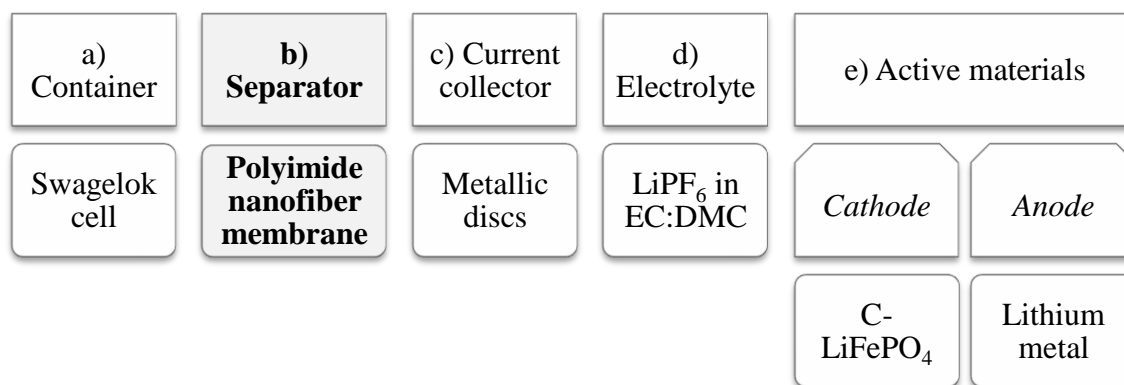 a)
Container
b)
Separator
c) Current
collector
d)
Electrolyte
e) Active materials
Swagelok
cell
Polyimide
nanofiber
membrane
Metallic
discs
LiPF₆ in
EC:DMC
Cathode
Anode
C-
LiFePO₄
Lithium
metal